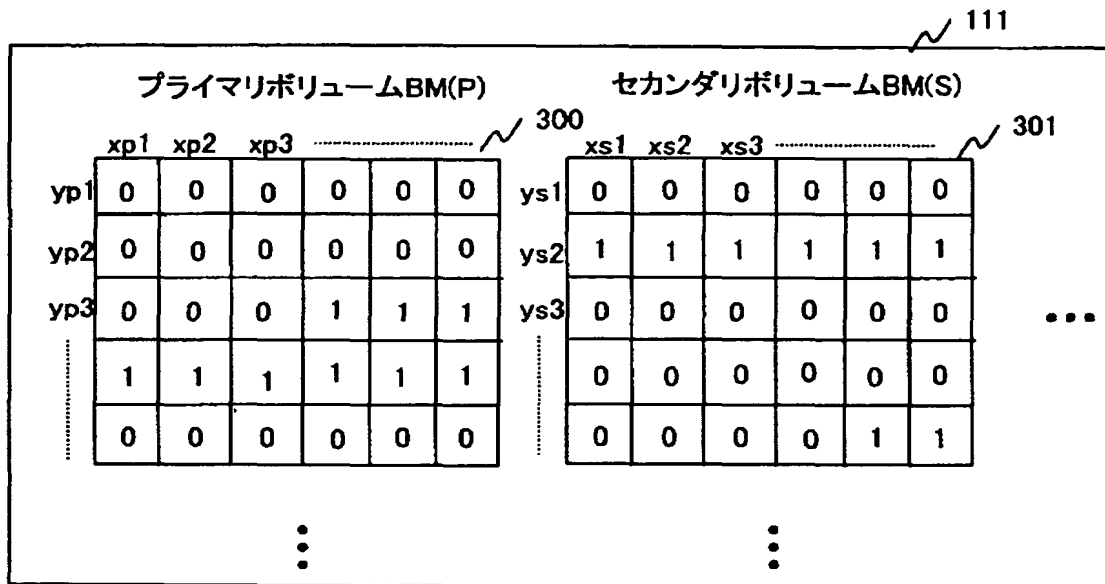 111
プライマリボリュームBM(P)
300
xp1 xp2 xp3
yp1 0 0 0 0 0 0
yp2 0 0 0 0 0 0
yp3 0 0 0 1 1 1
1 1 1 1 1 1
0 0 0 0 0 0
セカンダリボリュームBM(S)
301
xs1 xs2 xs3
ys1 0 0 0 0 0 0
ys2 1 1 1 1 1 1
ys3 0 0 0 0 0 0
0 0 0 0 0 0
0 0 0 0 1 1